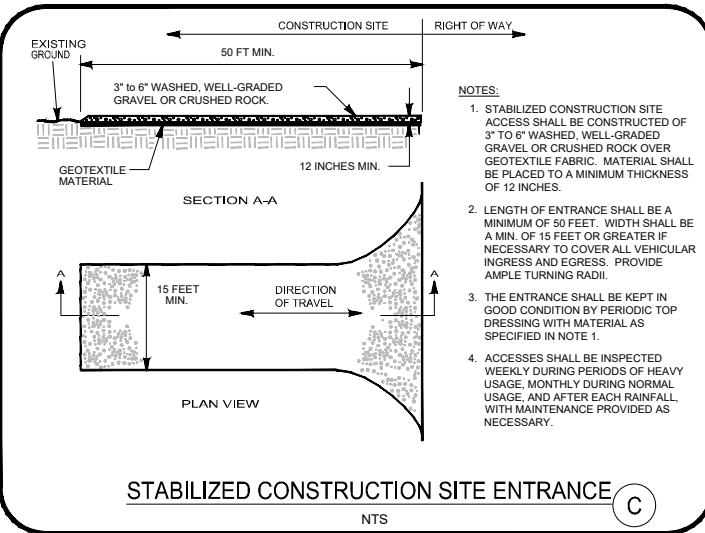 CONSTRUCTION SITE
RIGHT OF WAY
EXISTING
GROUND
50 FT MIN.
3" to 6" WASHED, WELL-GRADED
GRAVEL OR CRUSHED ROCK.
GEOTEXTILE
MATERIAL
12 INCHES MIN.
SECTION A-A
A
15 FEET
MIN.
DIRECTION
OF TRAVEL
A
PLAN VIEW
NOTES:
1. STABILIZED CONSTRUCTION SITE
ACCESS SHALL BE CONSTRUCTED OF
3" TO 6" WASHED, WELL-GRADED
GRAVEL OR CRUSHED ROCK OVER
GEOTEXTILE FABRIC. MATERIAL SHALL
BE PLACED TO A MINIMUM THICKNESS
OF 12 INCHES.
2. LENGTH OF ENTRANCE SHALL BE A
MINIMUM OF 50 FEET. WIDTH SHALL BE
A MIN. OF 15 FEET OR GREATER IF
NECESSARY TO COVER ALL VEHICULAR
INGRESS AND EGRESS. PROVIDE
AMPLE TURNING RADII.
3. THE ENTRANCE SHALL BE KEPT IN
GOOD CONDITION BY PERIODIC TOP
DRESSING WITH MATERIAL AS
SPECIFIED IN NOTE 1.
4. ACCESSES SHALL BE INSPECTED
WEEKLY DURING PERIODS OF HEAVY
USAGE, MONTHLY DURING NORMAL
USAGE, AND AFTER EACH RAINFALL,
WITH MAINTENANCE PROVIDED AS
NECESSARY.
STABILIZED CONSTRUCTION SITE ENTRANCE
C
NTS